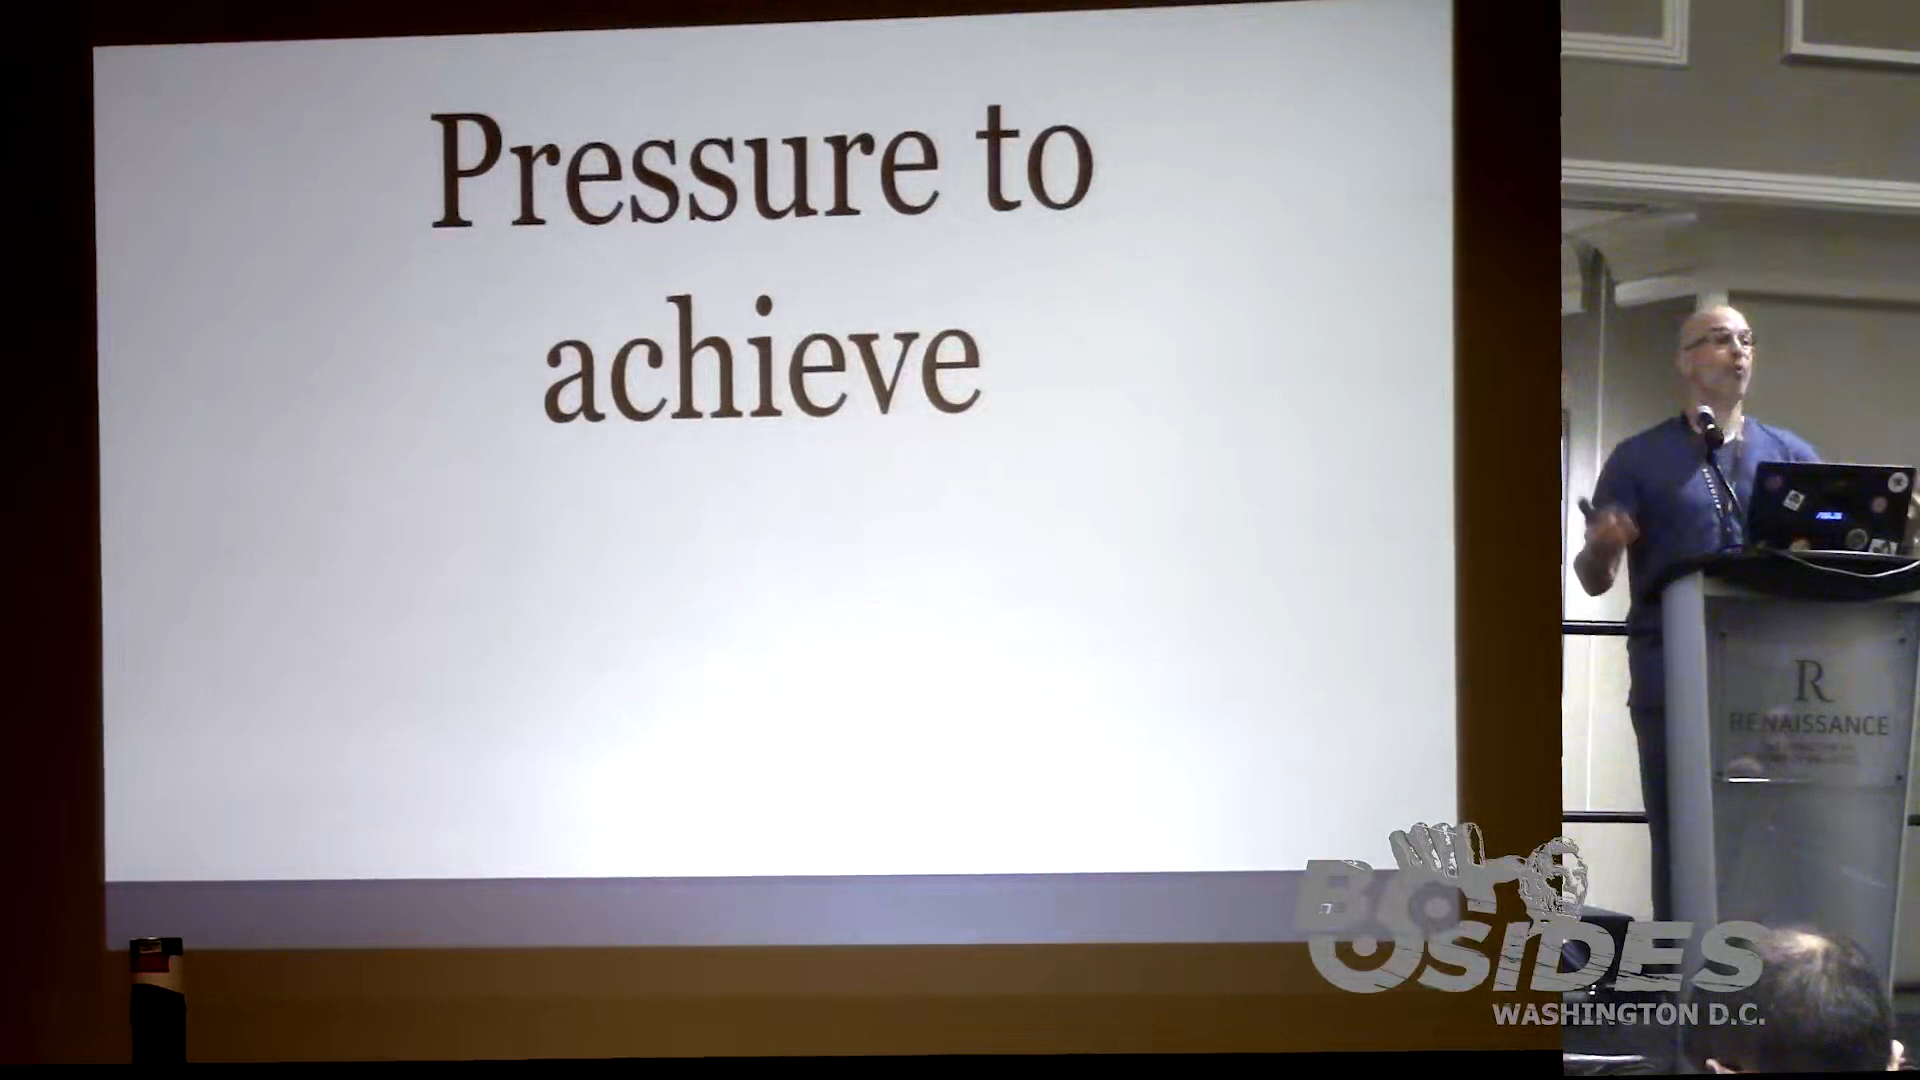 Pressure to
achieve
R
RENAISSANCE
BSIDES
WASHINGTON D.C.